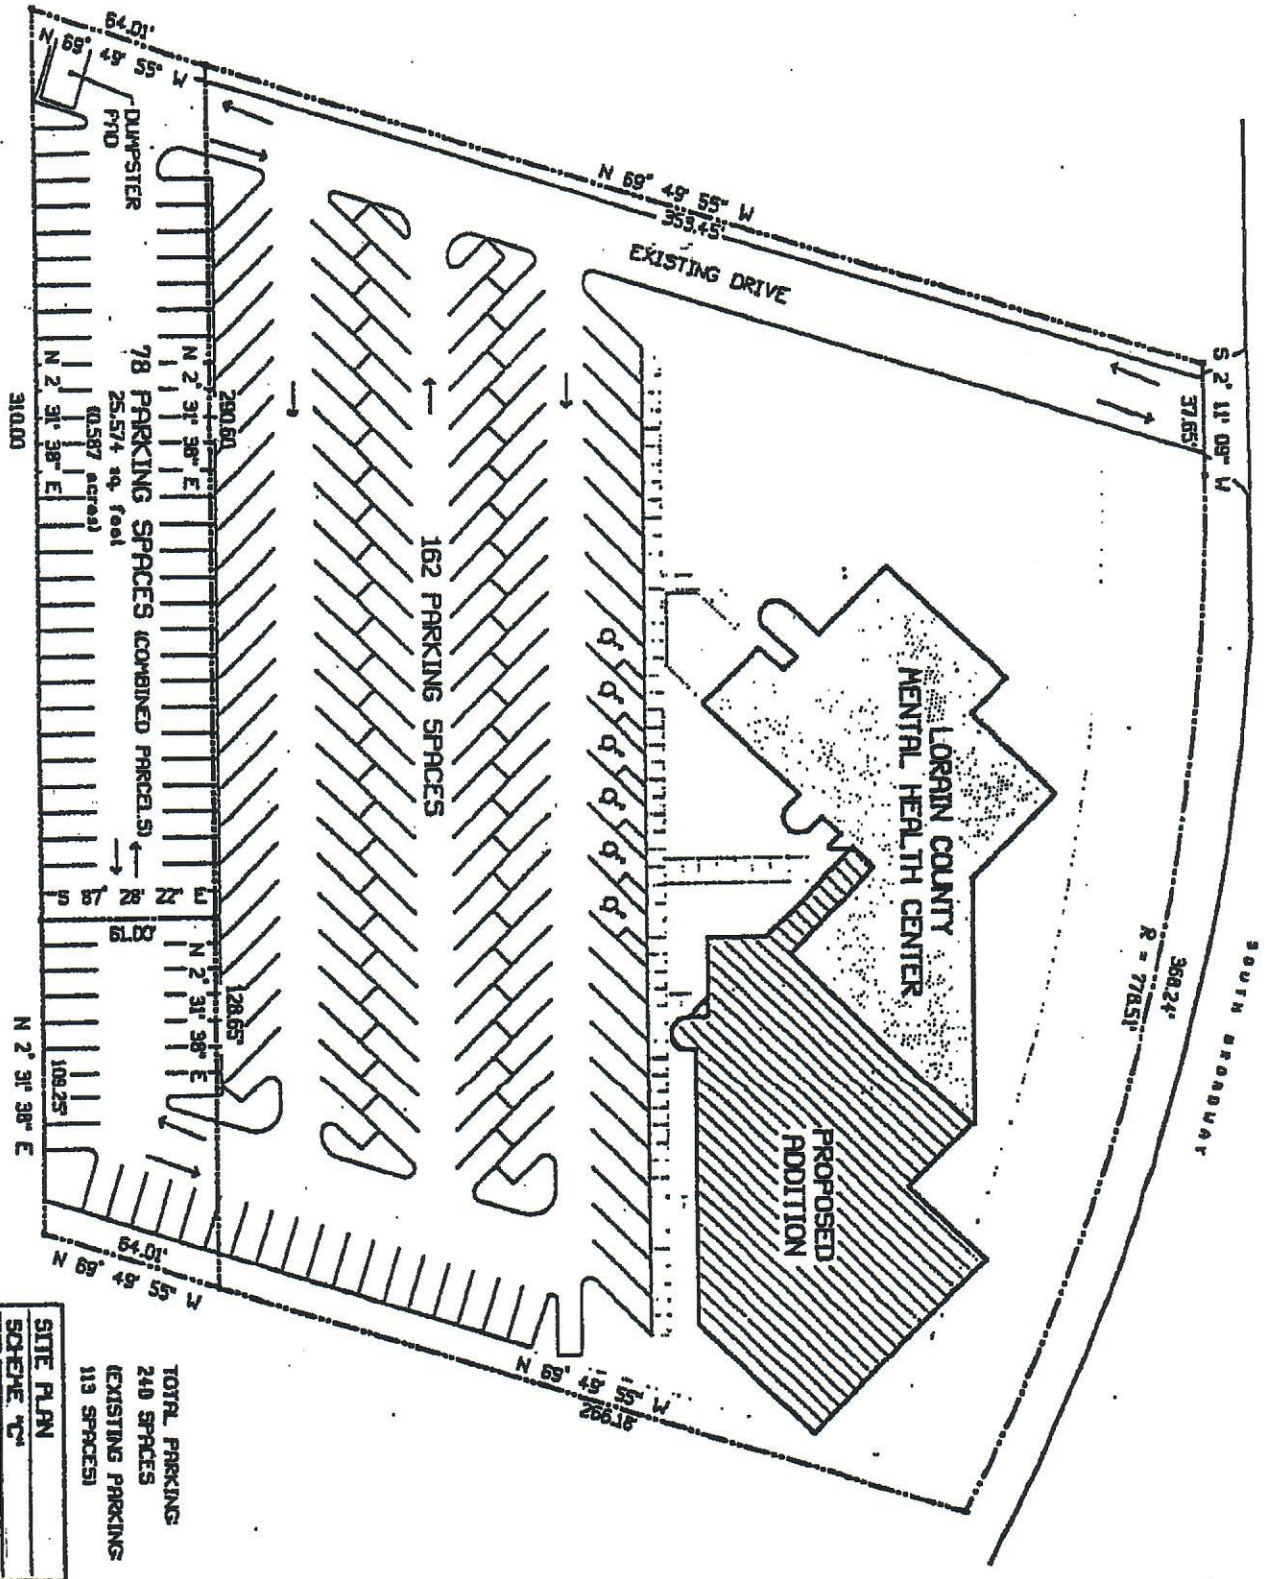 SOUTH BROADWAY
S 2° 11' 09" W
37.65'
368.24'
R = 778.51'
N 69° 49' 55" W
353.45'
EXISTING DRIVE
LORAIN COUNTY
MENTAL HEALTH CENTER
PROPOSED
ADDITION
162 PARKING SPACES
64.01'
N 69° 49' 55" W
DUMPSTER
PAD
290.60
N 2° 31' 38" E
78 PARKING SPACES (COMBINED PARCELS)
25,574 sq. feet
(0.587 acres)
N 2° 31' 38" E
310.00
S 87° 28' 22" E
61.00'
128.65'
N 2° 31' 38" E
108.25'
N 2° 31' 38" E
64.01'
N 69° 49' 55" W
N 69° 49' 55" W
266.18'
TOTAL PARKING:
240 SPACES
(EXISTING PARKING:
113 SPACES)
SITE PLAN
SCHEME "C"